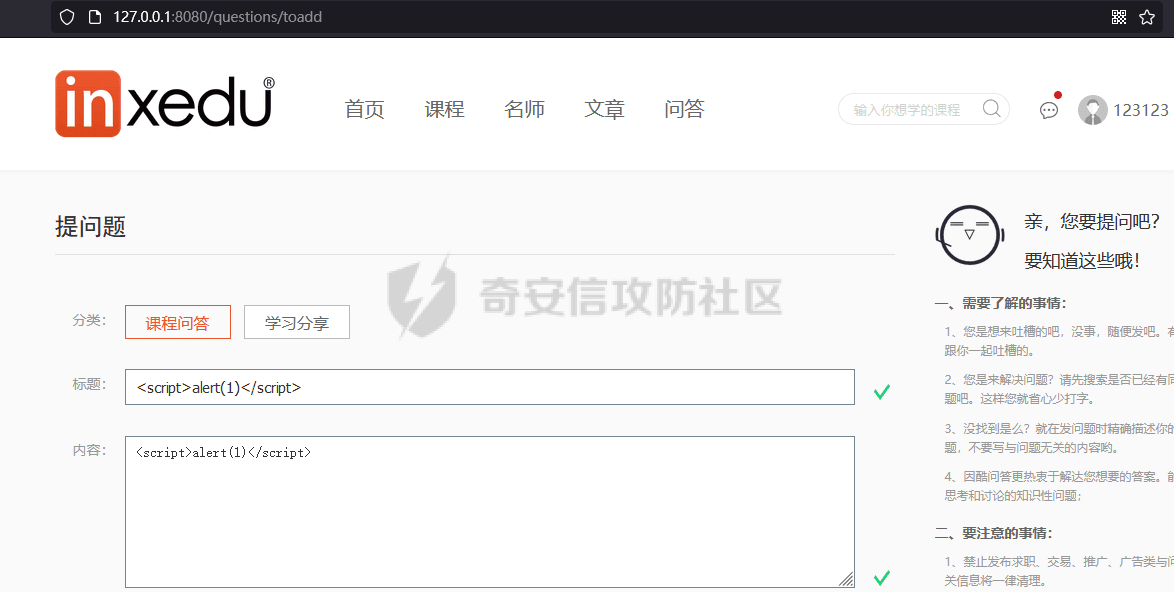 127.0.0.1:8080/questions/toadd
inxedu®
首页 课程 名师 文章 问答
输入你想学的课程
123123
提问题
奇安信攻防社区
分类：
课程问答 学习分享
标题：
<script>alert(1)</script>
内容：
<script>alert(1)</script>
亲，您要提问吧?
要知道这些哦!
一、需要了解的事情：
1、您是想来吐槽的吧，没事，随便发吧。
跟你一起吐槽的。
2、您是来解决问题？请先搜索是否已经有
题吧。这样您就省心少打字。
3、没找到是么？就在发问题时精确描述你的
题，不要写与问题无关的内容哟。
4、因酷问答更热衷于解达您想要的答案。
思考和讨论的知识性问题;
二、要注意的事情：
1、禁止发布求职、交易、推广、广告类与问
关信息将一律清理。